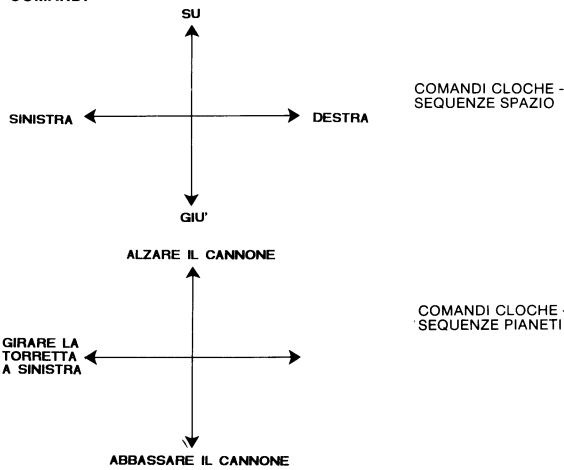 SU
SINISTRA
DESTRA
COMANDI CLOCHE -
SEQUENZE SPAZIO
GIU'
ALZARE IL CANNONE
GIRARE LA
TORRETTA
A SINISTRA
COMANDI CLOCHE -
SEQUENZE PIANETI
ABBASSARE IL CANNONE